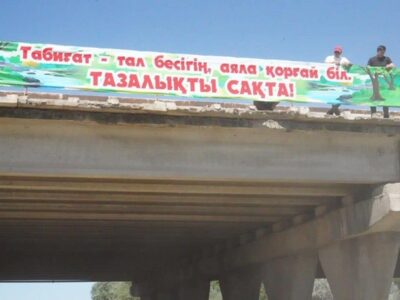 Табиғат - тал бесігің, аяла қорғай біл.
ТАЗАЛЫҚТЫ САҚТА!